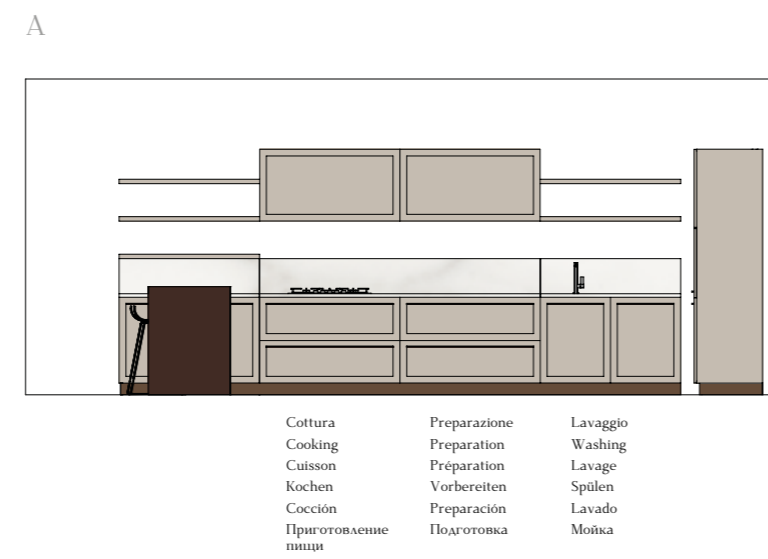 A
Cottura
Cooking
Cuisson
Kochen
Cocción
Приготовление
пищи
Preparazione
Preparation
Préparation
Vorbereiten
Preparación
Подготовка
Lavaggio
Washing
Lavage
Spülen
Lavado
Мойка